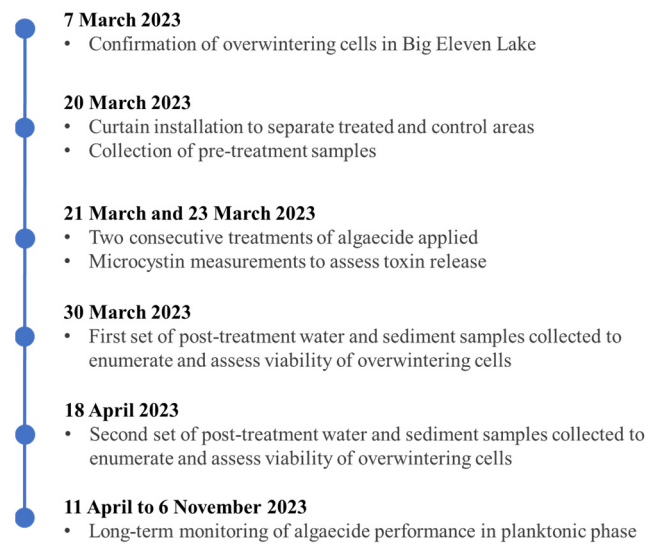 7 March 2023
• Confirmation of overwintering cells in Big Eleven Lake
20 March 2023
• Curtain installation to separate treated and control areas
• Collection of pre-treatment samples
21 March and 23 March 2023
• Two consecutive treatments of algaecide applied
• Microcystin measurements to assess toxin release
30 March 2023
• First set of post-treatment water and sediment samples collected to
enumerate and assess viability of overwintering cells
18 April 2023
• Second set of post-treatment water and sediment samples collected to
enumerate and assess viability of overwintering cells
11 April to 6 November 2023
• Long-term monitoring of algaecide performance in planktonic phase